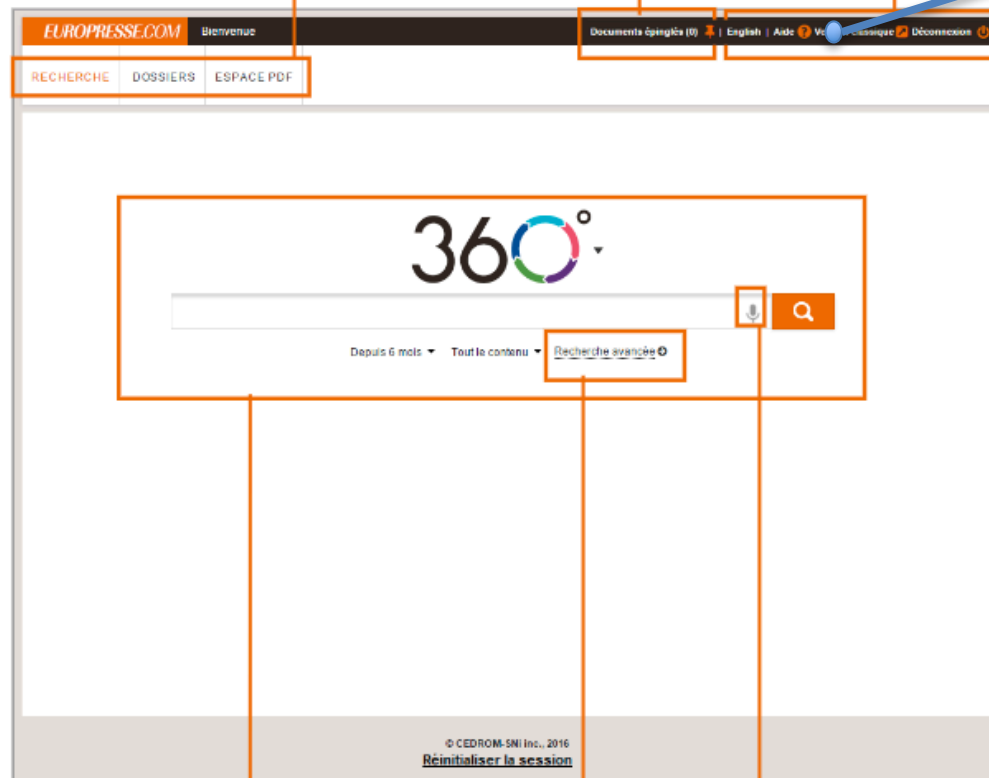 EUROPRESSE.COM Bienvenue Documents épinglés (0) | English | Aide ? Déconnexion
RECHERCHE DOSSIERS ESPACE PDF
360°
Depuis 6 mois Tout le contenu Recherche avancée
© CEDROM-SNi inc., 2016
Réinitialiser la session